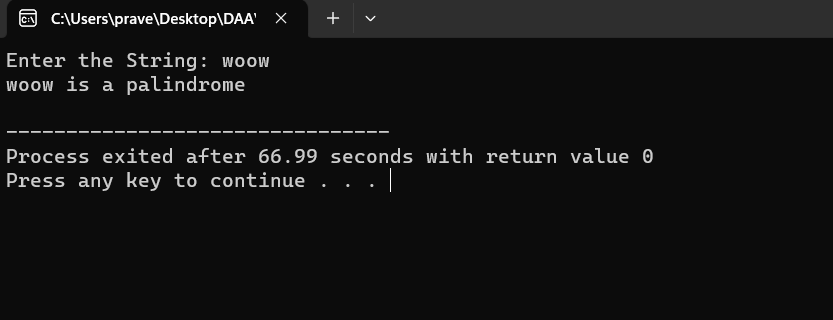 C:\Users\prave\Desktop\DAA\
Enter the String: woow
woow is a palindrome
--------------------------------
Process exited after 66.99 seconds with return value 0
Press any key to continue . . .